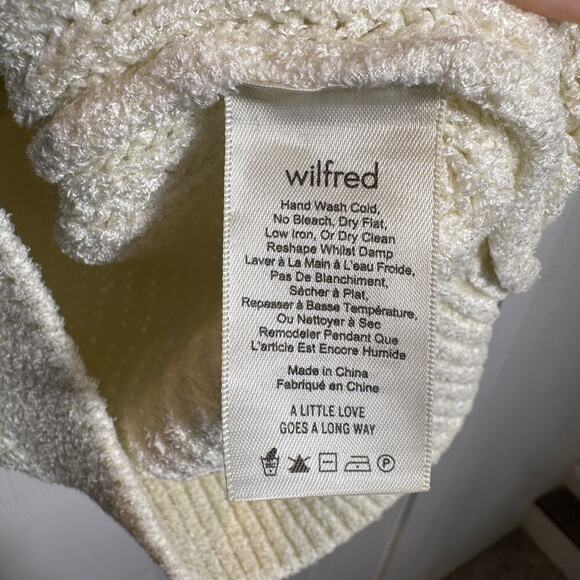 wilfred
Hand Wash Cold,
No Bleach, Dry Flat,
Low Iron, Or Dry Clean
Reshape Whilst Damp
Laver à La Main à L'eau Froide,
Pas De Blanchiment,
Sécher à Plat,
Repasser à Basse Température,
Ou Nettoyer à Sec
Remodeler Pendant Que
L'article Est Encore Humide
Made in China
Fabriqué en Chine
A LITTLE LOVE
GOES A LONG WAY
P